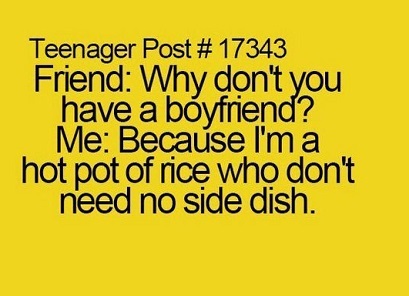 Teenager Post # 17343
Friend: Why don't you
have a boyfriend?
Me: Because I'm a
hot pot of rice who don't
need no side dish.